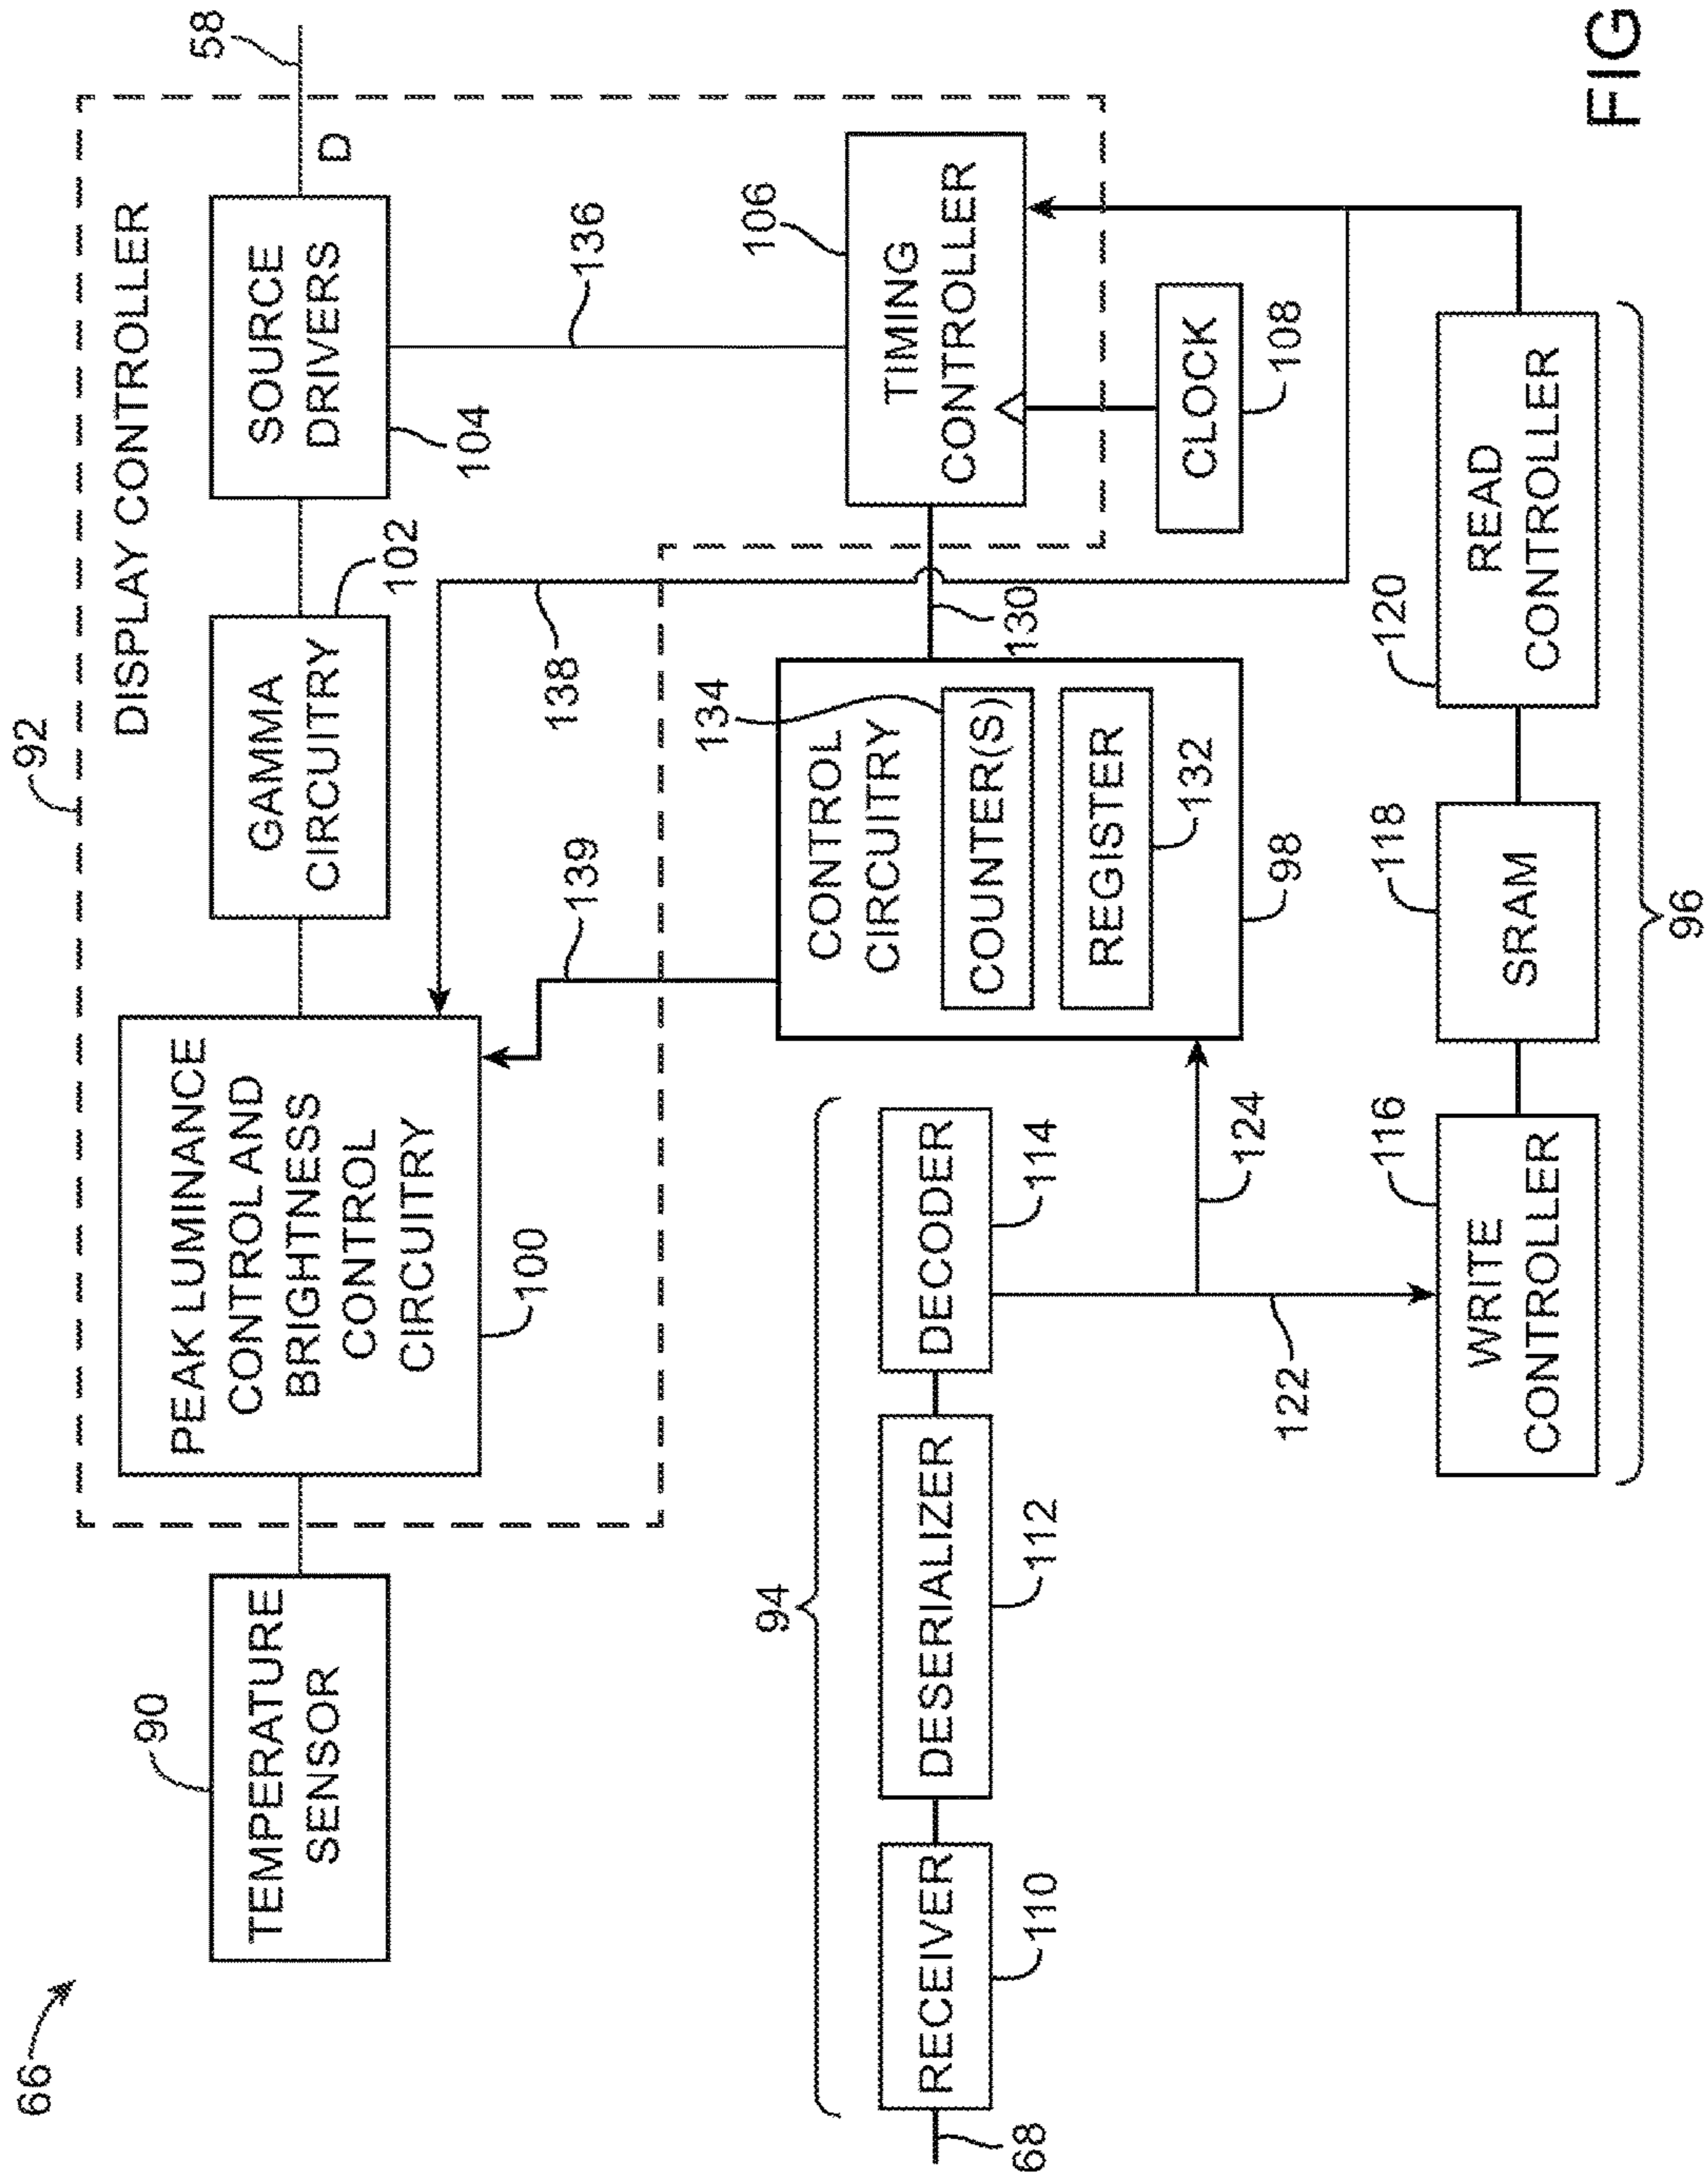 66
90
TEMPERATURE
SENSOR
92
DISPLAY CONTROLLER
PEAK LUMINANCE
CONTROL AND
BRIGHTNESS
CONTROL
CIRCUITRY
100
GAMMA
CIRCUITRY
102
SOURCE
DRIVERS
104
58
D
139
138
136
94
68
RECEIVER
110
DESERIALIZER
112
DECODER
114
122
124
CONTROL
CIRCUITRY
134
COUNTER(S)
REGISTER
132
98
130
106
TIMING
CONTROLLER
CLOCK
108
116
WRITE
CONTROLLER
118
SRAM
120
READ
CONTROLLER
96
FIG